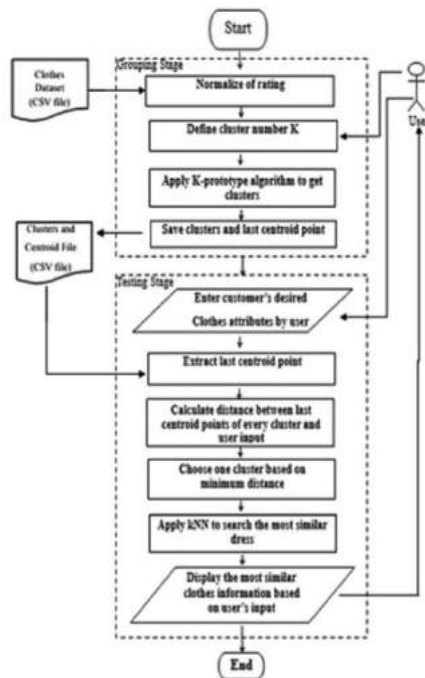 Start
Grouping Stage
Clothes
Dataset
(CSV file)
Normalize of rating
User
Define cluster number K
Apply K-prototype algorithm to get
clusters
Clusters and
Centroid File
(CSV file)
Save clusters and last centroid point
Testing Stage
Enter customer's desired
Clothes attributes by user
Extract last centroid point
Calculate distance between last
centroid points of every cluster and
user input
Choose one cluster based on
minimum distance
Apply kNN to search the most similar
dress
Display the most similar
clothes information based
on user's input
End